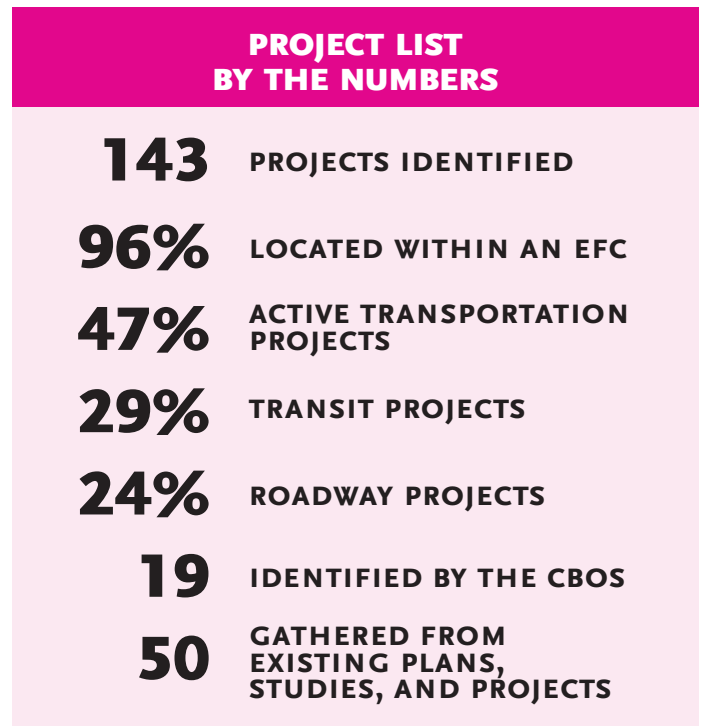 PROJECT LIST
BY THE NUMBERS
143 PROJECTS IDENTIFIED
96% LOCATED WITHIN AN EFC
47% ACTIVE TRANSPORTATION
PROJECTS
29% TRANSIT PROJECTS
24% ROADWAY PROJECTS
19 IDENTIFIED BY THE CBOS
50 GATHERED FROM
EXISTING PLANS,
STUDIES, AND PROJECTS